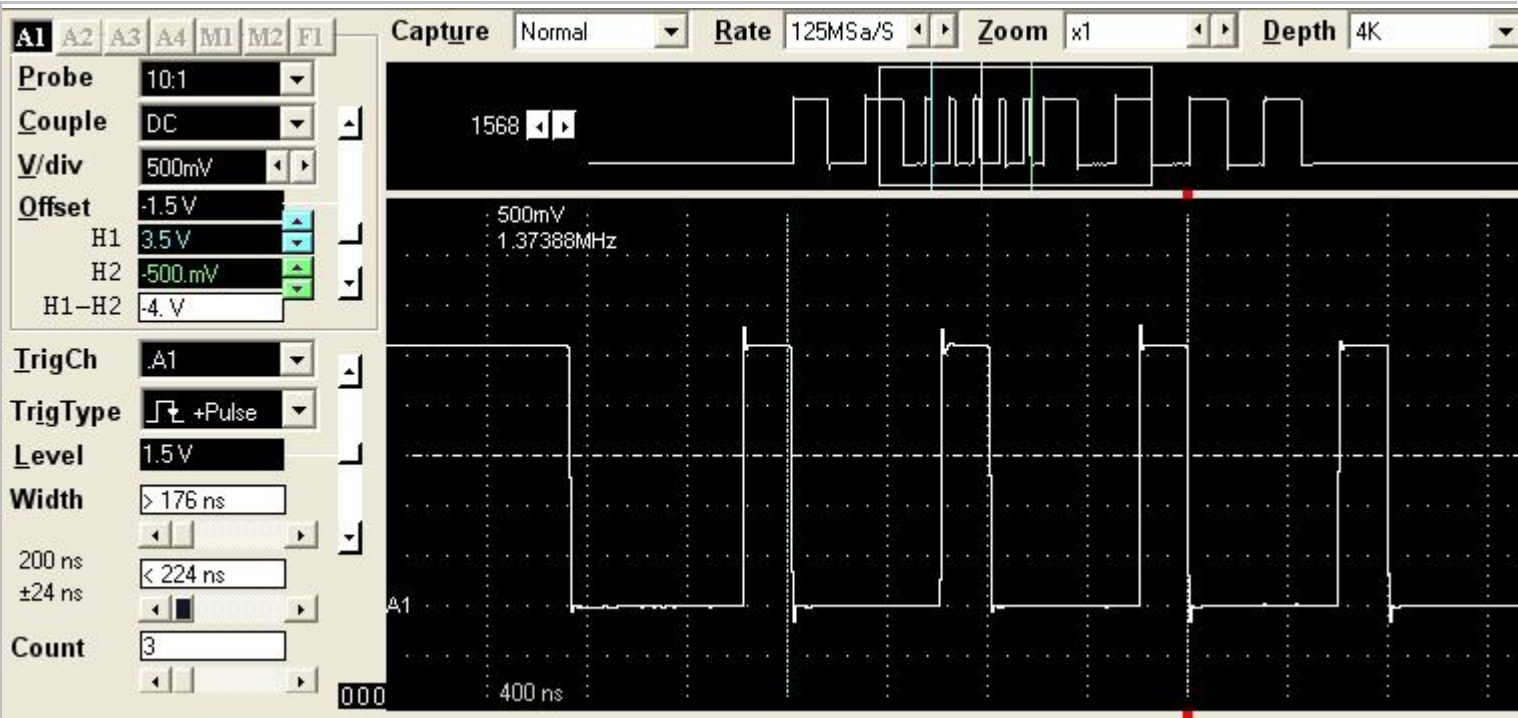 A1 A2 A3 A4 M1 M2 F1 Capture Normal Rate 125MSa/S Zoom x1 Depth 4K
Probe 10:1
Couple DC
V/div 500mV
Offset -1.5 V
H1 3.5 V
H2 -500.mV
H1-H2 -4. V
TrigCh .A1
TrigType +Pulse
Level 1.5 V
Width > 176 ns
200 ns
±24 ns
< 224 ns
Count 3
000
1568
500mV
1.37388MHz
A1
400 ns